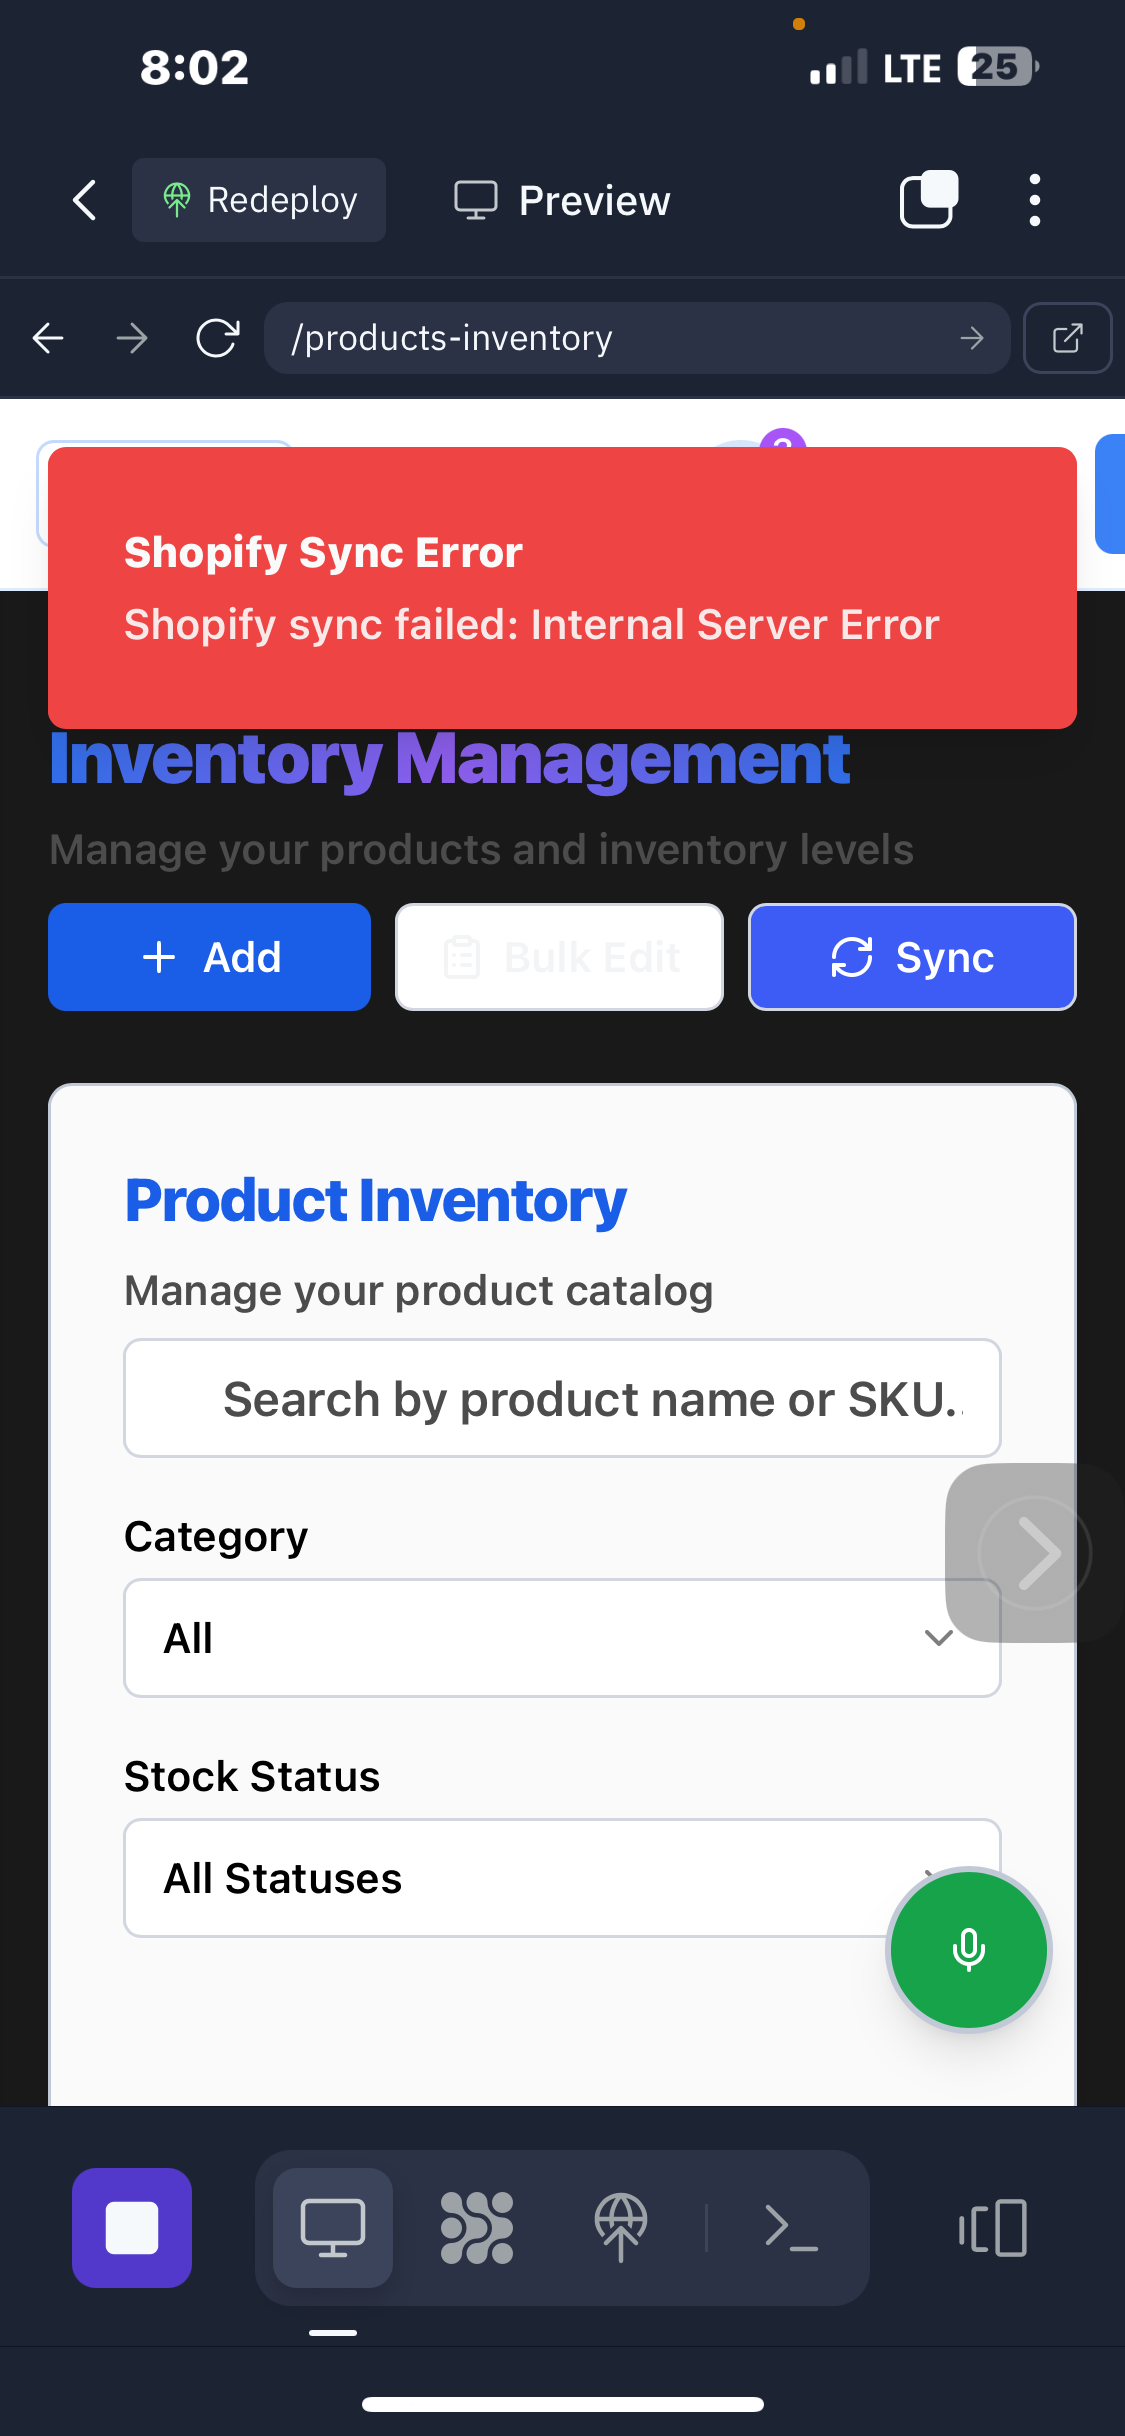 8:02
LTE 25
Redeploy
Preview
/products-inventory
Shopify Sync Error
Shopify sync failed: Internal Server Error
Inventory Management
Manage your products and inventory levels
Add
Bulk Edit
Sync
Product Inventory
Manage your product catalog
Search by product name or SKU..
Category
All
Stock Status
All Statuses